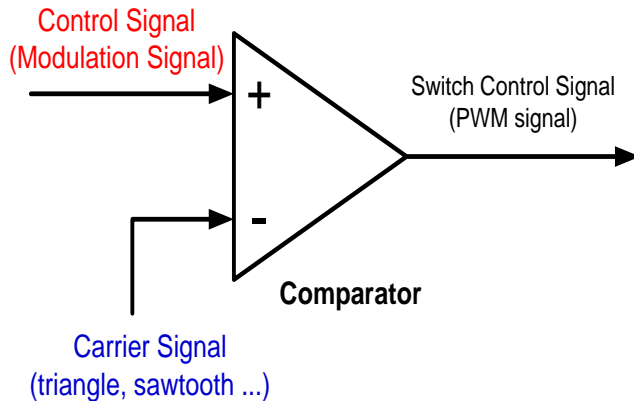 Control Signal
(Modulation Signal)
+
Switch Control Signal
(PWM signal)
-
Comparator
Carrier Signal
(triangle, sawtooth ...)